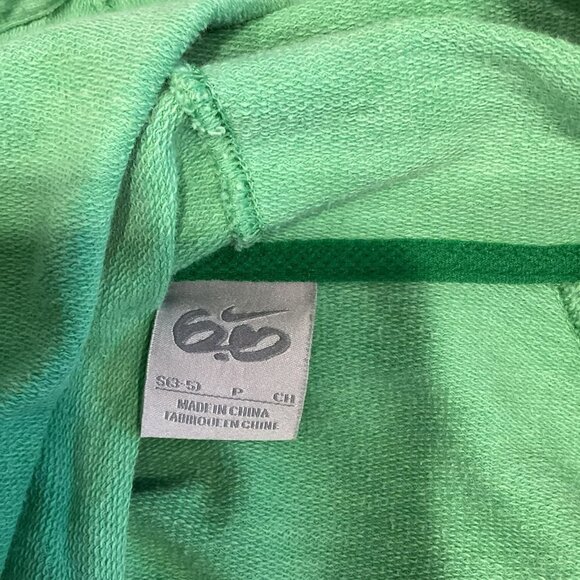 6.0
S(3-5) P CH
MADE IN CHINA
FABRIQUE EN CHINE